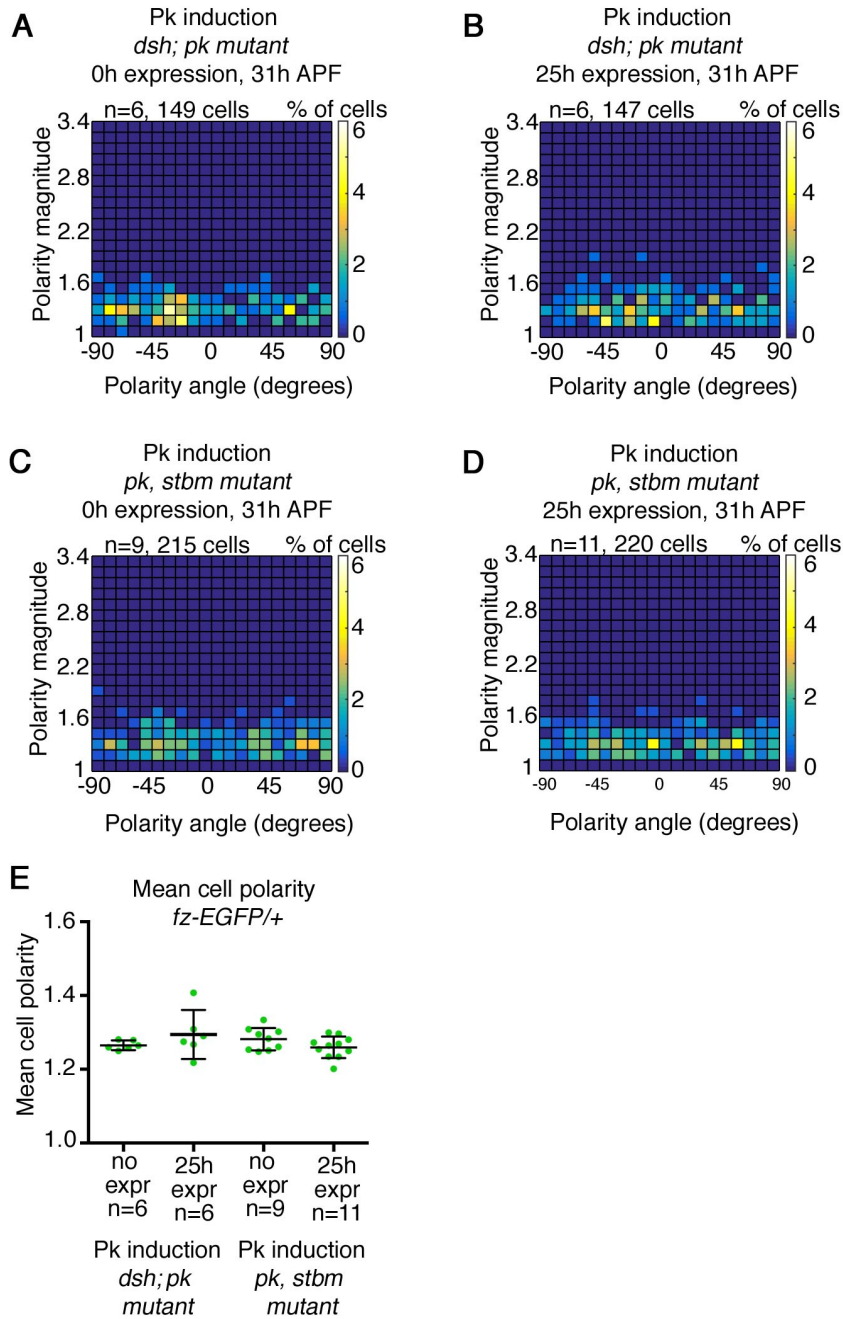 A
Pk induction
dsh; pk mutant
0h expression, 31h APF
n=6, 149 cells % of cells
Polarity magnitude
3.4
2.8
2.2
1.6
1
6
4
2
0
-90 -45 0 45 90
Polarity angle (degrees)
B
Pk induction
dsh; pk mutant
25h expression, 31h APF
n=6, 147 cells % of cells
Polarity magnitude
3.4
2.8
2.2
1.6
1
6
4
2
0
-90 -45 0 45 90
Polarity angle (degrees)
C
Pk induction
pk, stbm mutant
0h expression, 31h APF
n=9, 215 cells % of cells
Polarity magnitude
3.4
2.8
2.2
1.6
1
6
4
2
0
-90 -45 0 45 90
Polarity angle (degrees)
D
Pk induction
pk, stbm mutant
25h expression, 31h APF
n=11, 220 cells % of cells
Polarity magnitude
3.4
2.8
2.2
1.6
1
6
4
2
0
-90 -45 0 45 90
Polarity angle (degrees)
E
Mean cell polarity
fz-EGFP/+
Mean cell polarity
1.6
1.4
1.2
1.0
no 25h no 25h
expr expr expr expr
n=6 n=6 n=9 n=11
Pk induction Pk induction
dsh; pk pk, stbm
mutant mutant